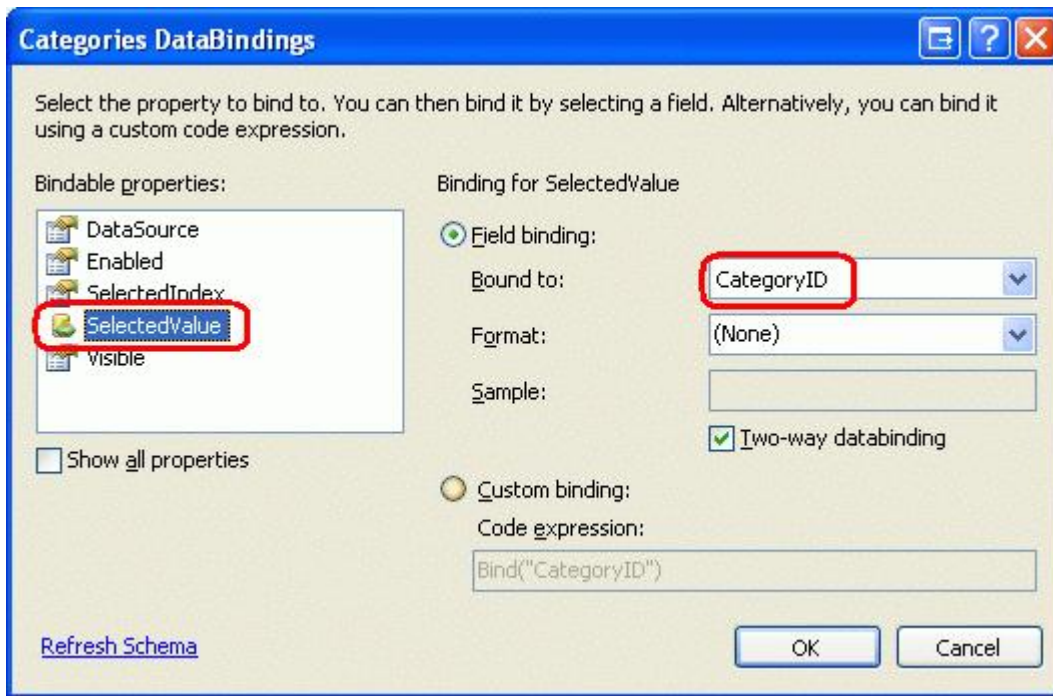 Categories DataBindings
Select the property to bind to. You can then bind it by selecting a field. Alternatively, you can bind it
using a custom code expression.
Bindable properties:
DataSource
Enabled
SelectedIndex
SelectedValue
Visible
Show all properties
Binding for SelectedValue
Field binding:
Bound to: CategoryID
Format: (None)
Sample:
Two-way databinding
Custom binding:
Code expression:
Bind("CategoryID")
Refresh Schema
OK Cancel